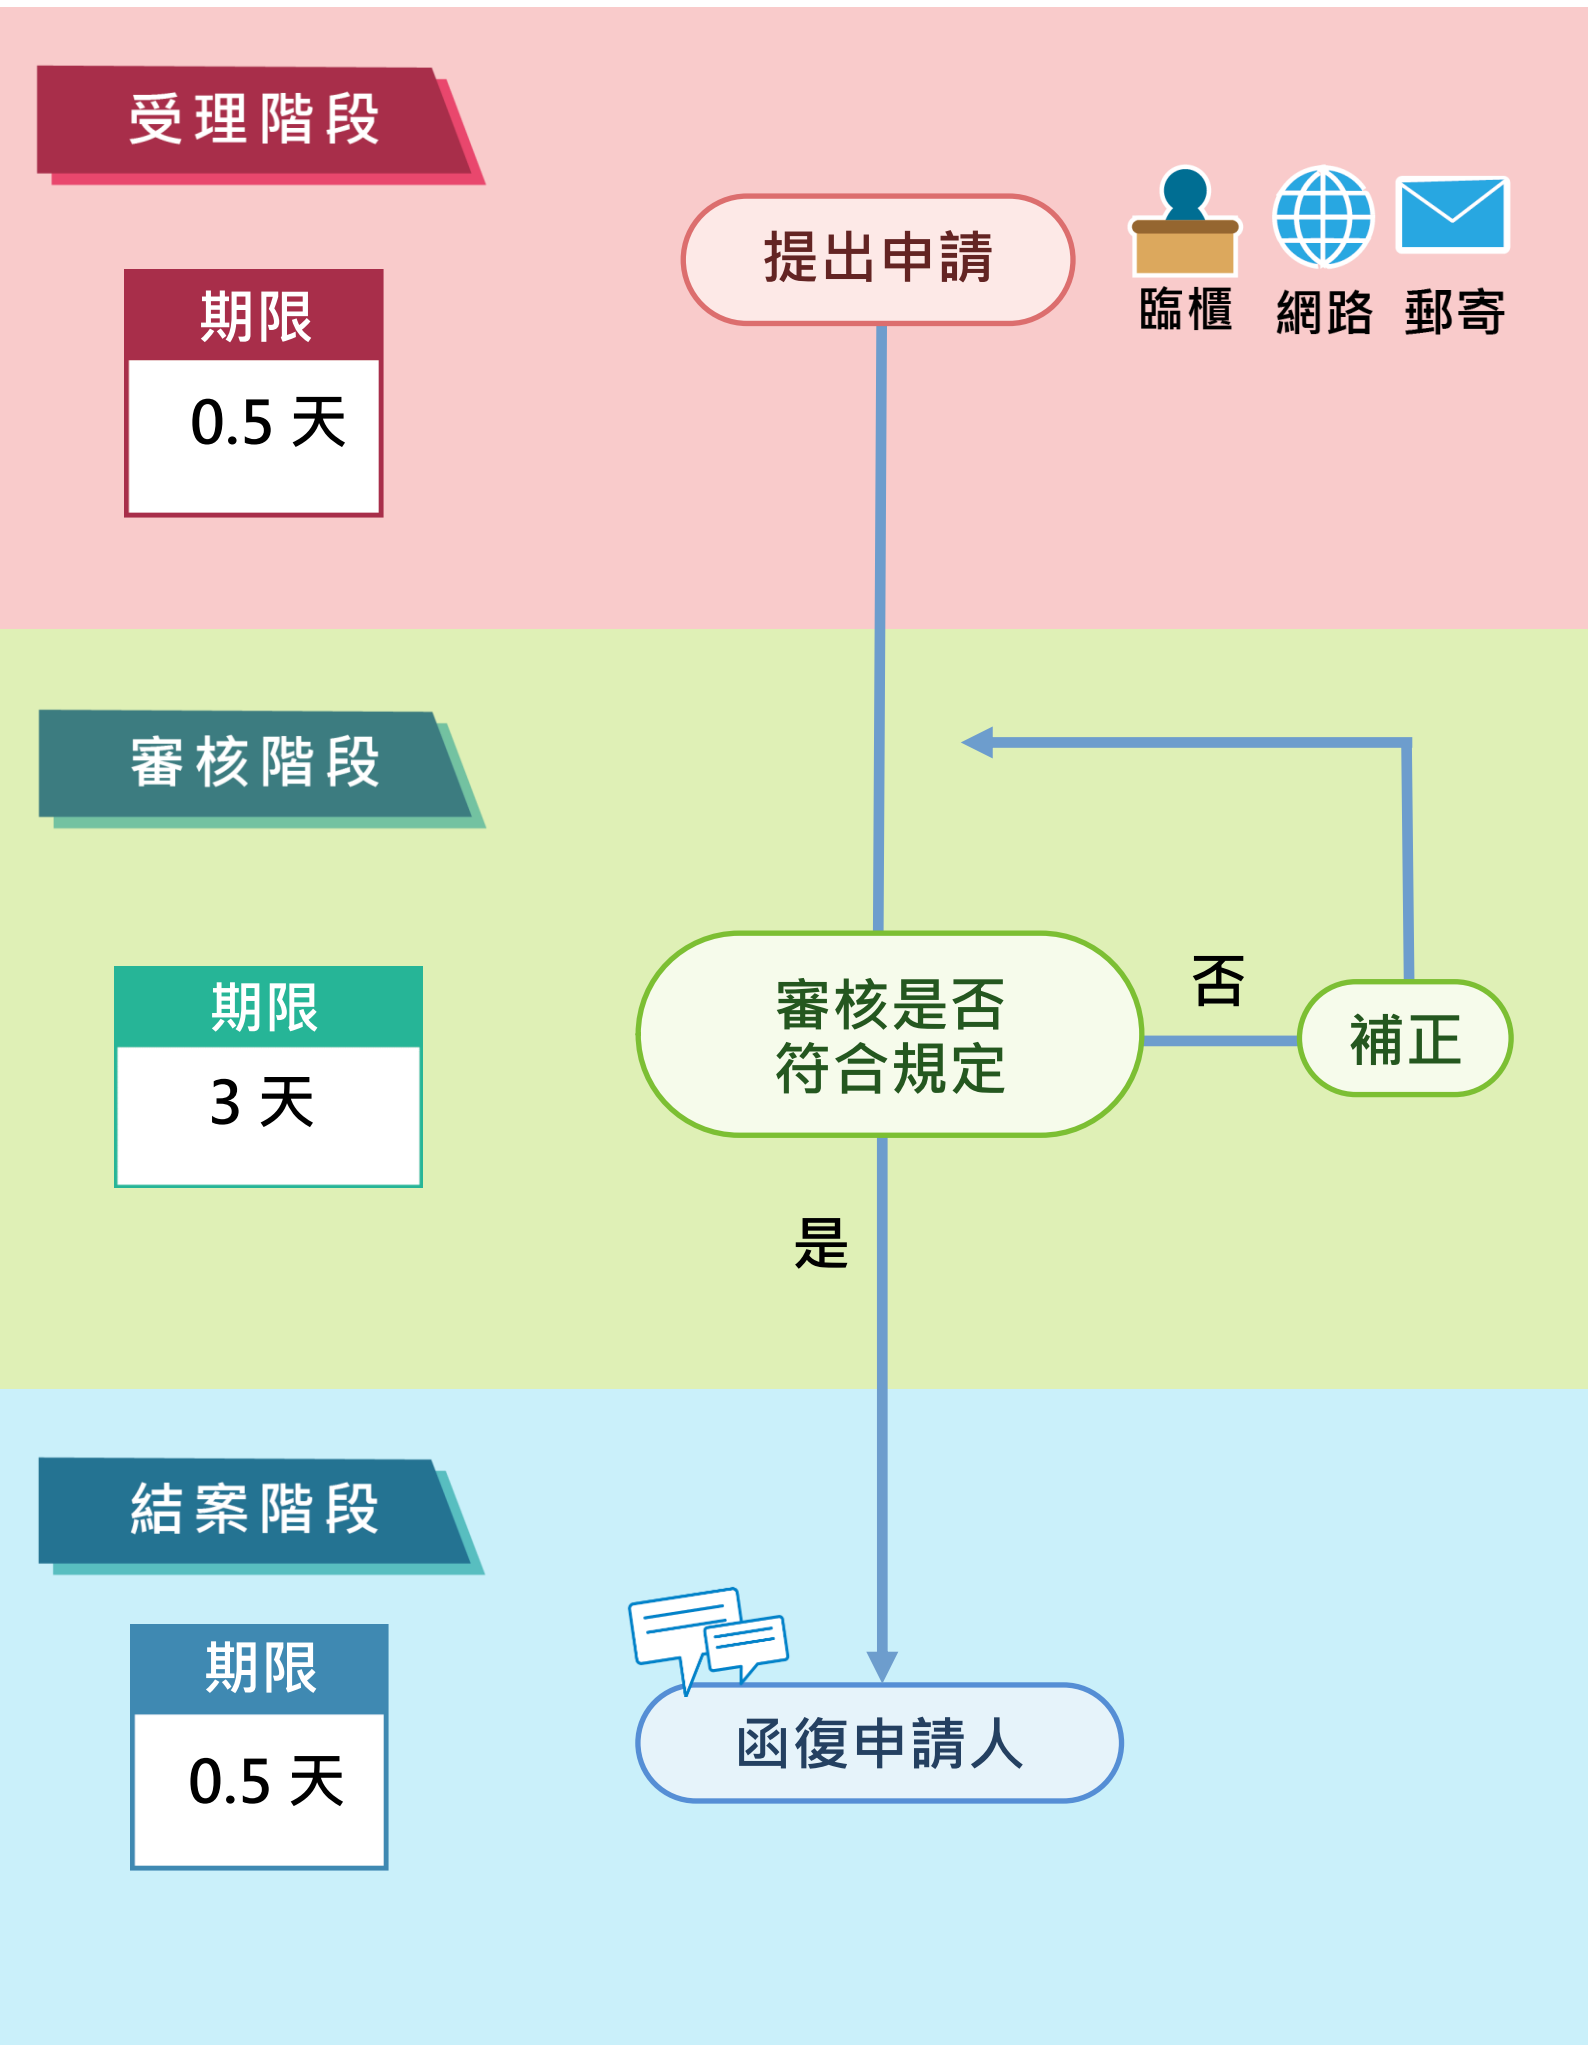 受理階段
提出申請
臨櫃
網路
郵寄
期限
0.5 天
審核階段
期限
3 天
審核是否
符合規定
否
補正
是
結案階段
期限
0.5 天
函復申請人